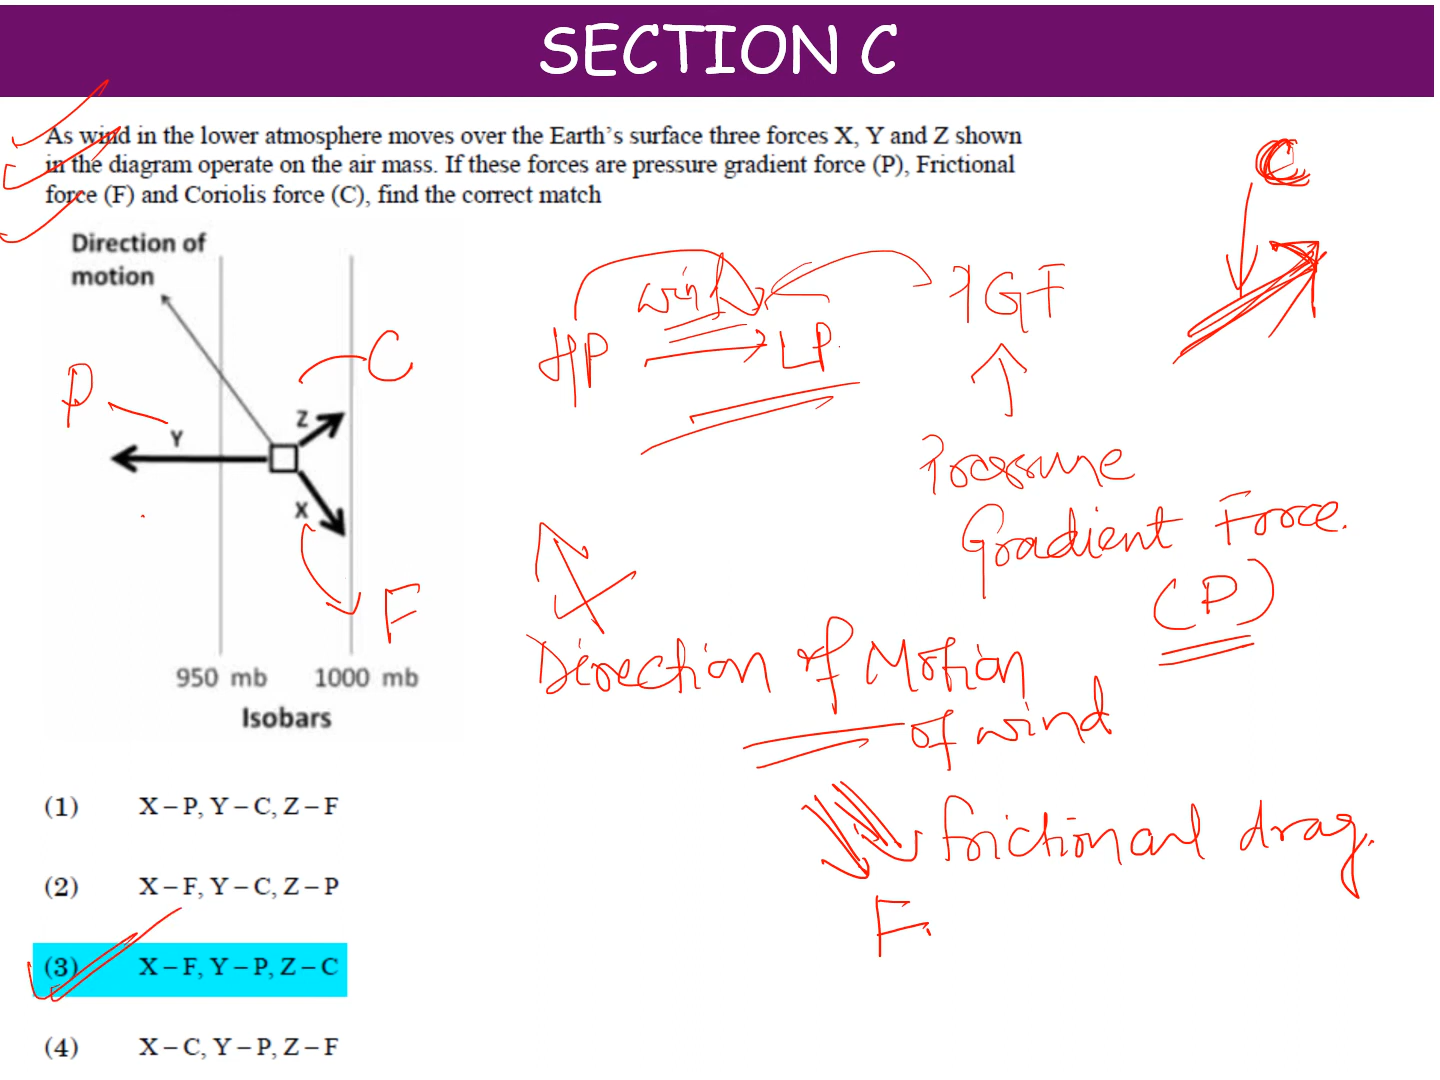 SECTION C
As wind in the lower atmosphere moves over the Earth's surface three forces X, Y and Z shown
in the diagram operate on the air mass. If these forces are pressure gradient force (P), Frictional
force (F) and Coriolis force (C), find the correct match
C
Direction of
motion
wind
PGF
HP
LP
C
P
Z
Y
Pressure
X
Gradient Force.
(P)
F
Direction of Motion
of wind
950 mb 1000 mb
Isobars
(1) X – P, Y – C, Z – F
frictional drag.
(2) X – F, Y – C, Z – P
F.
(3) X – F, Y – P, Z – C
(4) X – C, Y – P, Z – F